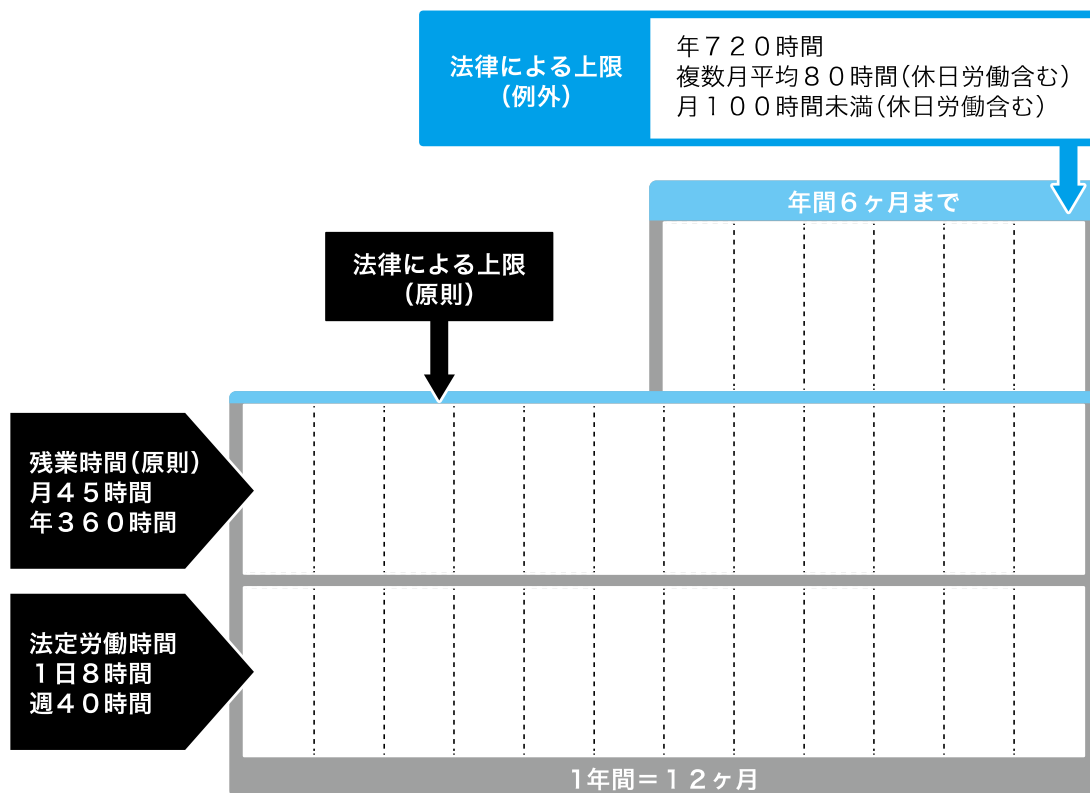 法律による上限
（例外）
年７２０時間
複数月平均８０時間（休日労働含む）
月１００時間未満（休日労働含む）
年間６ヶ月まで
法律による上限
（原則）
残業時間（原則）
月４５時間
年３６０時間
法定労働時間
１日８時間
週４０時間
１年間＝１２ヶ月